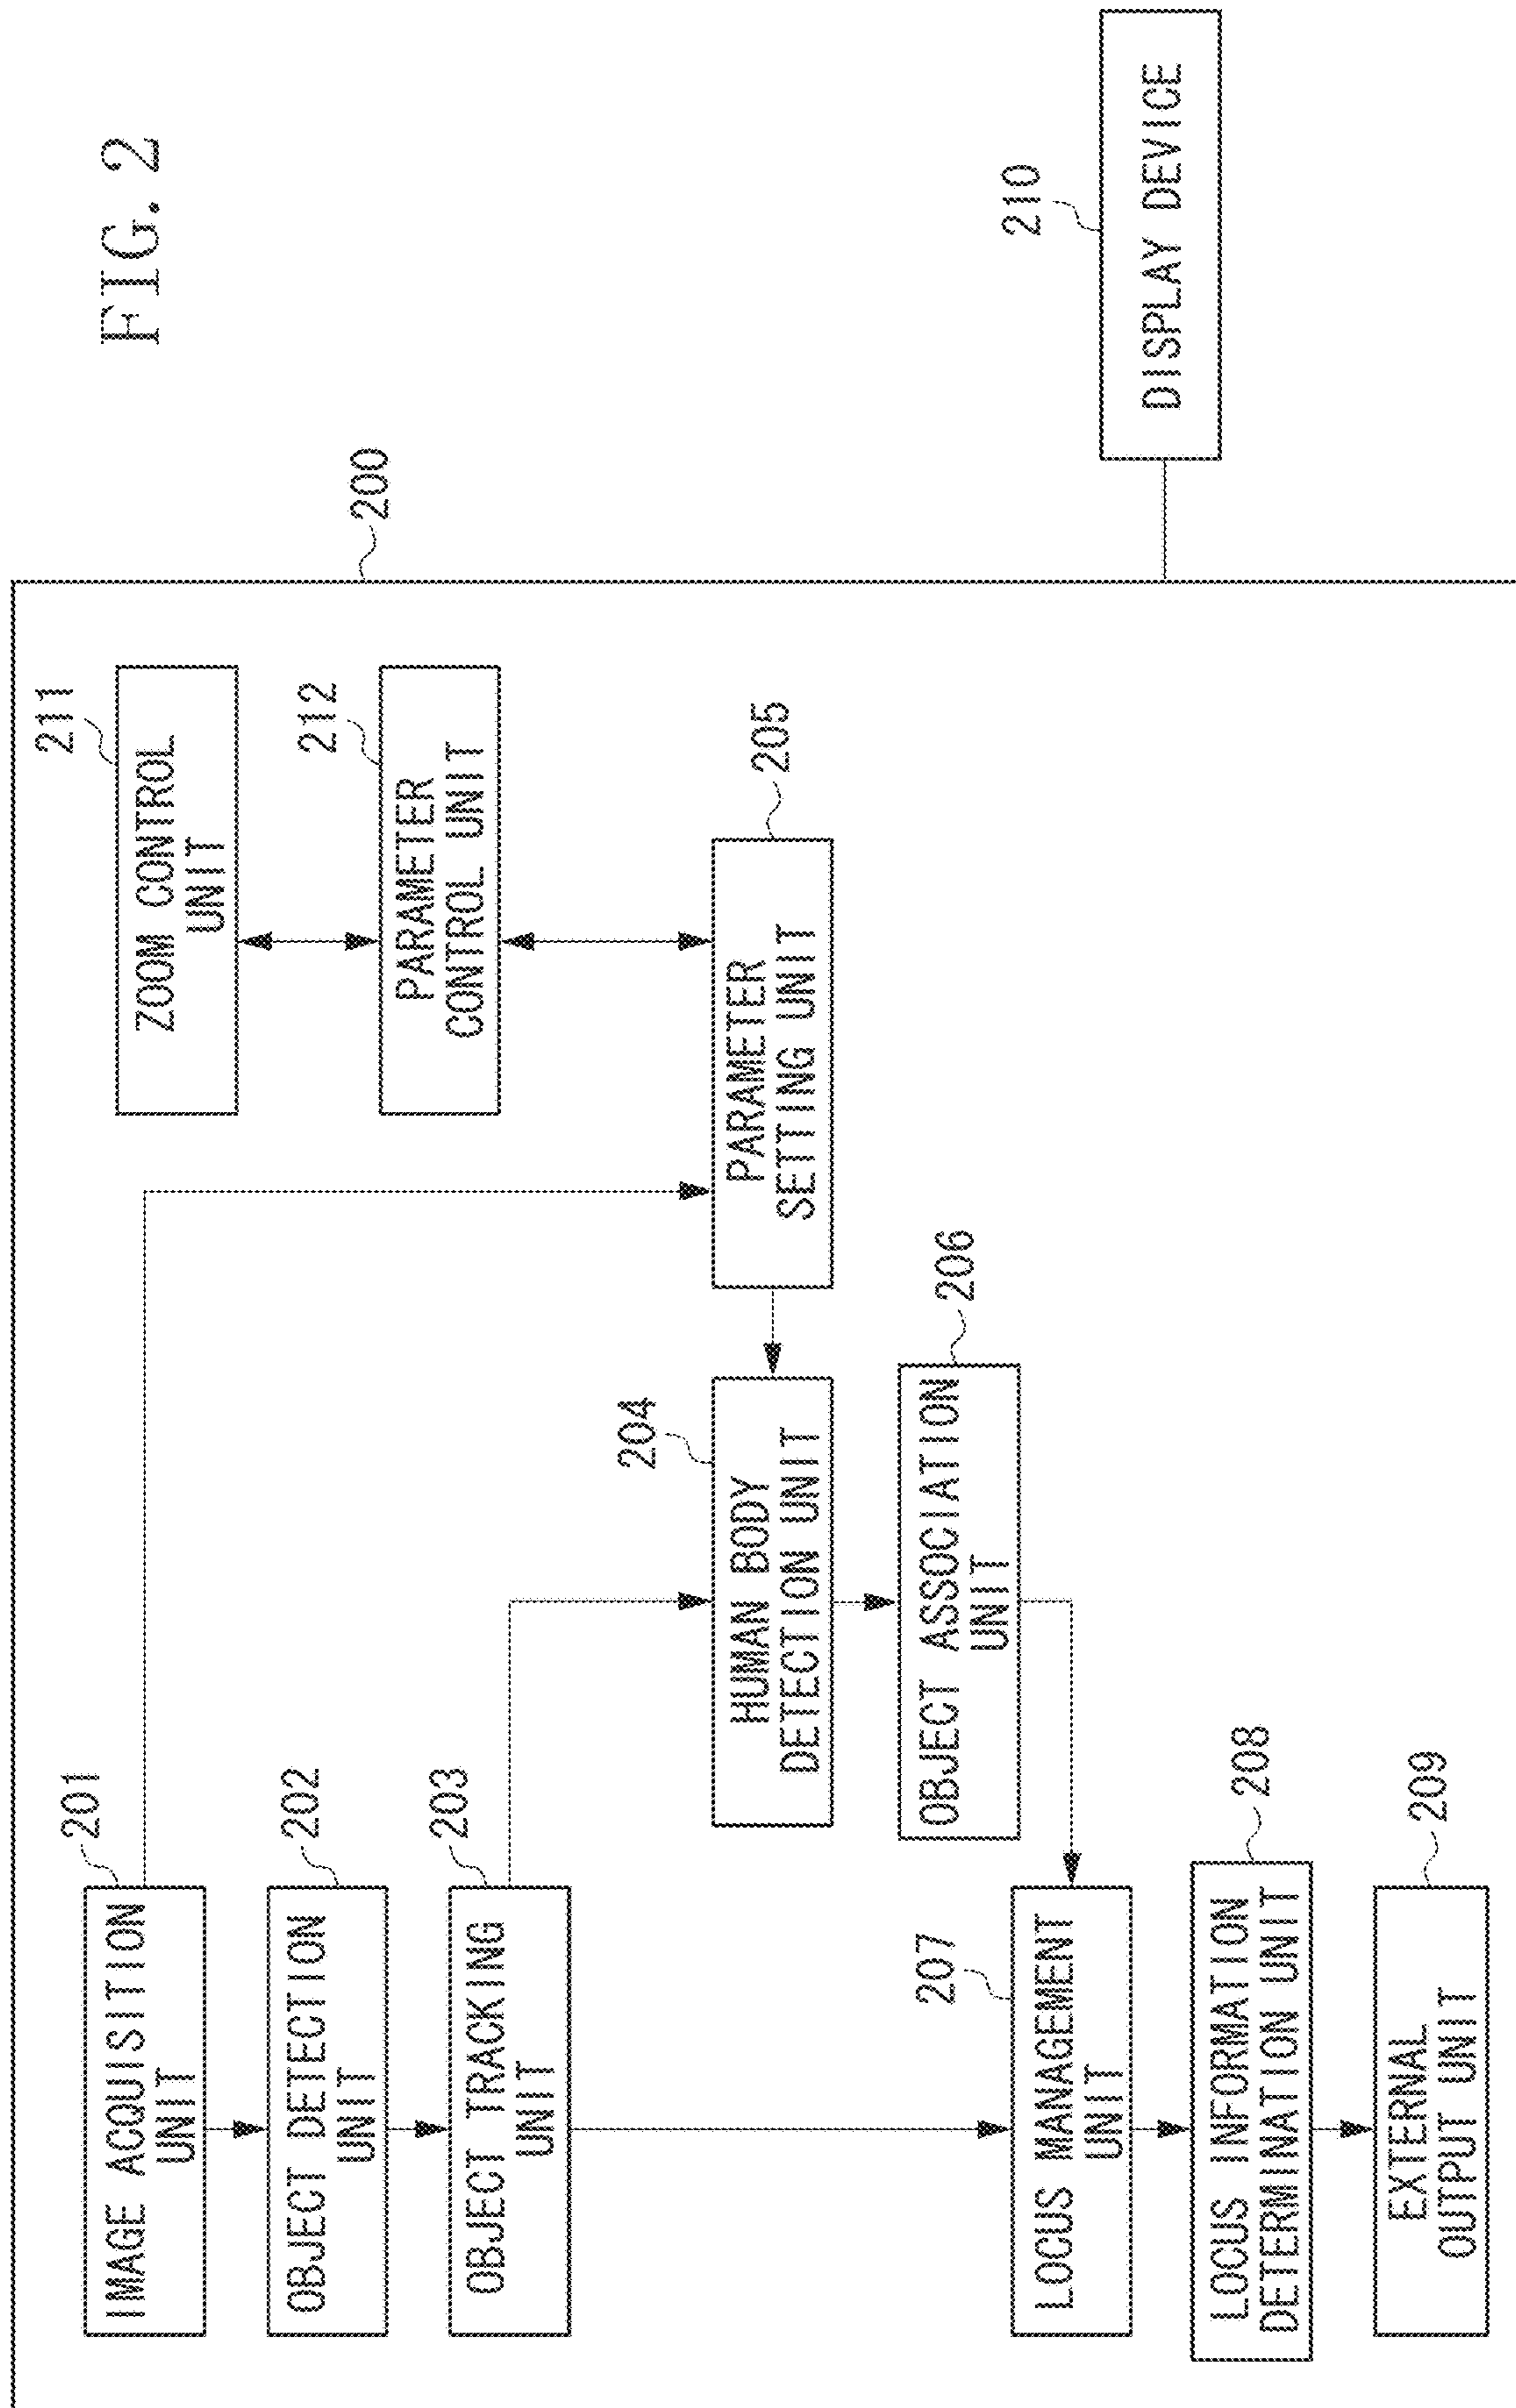 FIG. 2
200
201
IMAGE ACQUISITION
UNIT
202
OBJECT DETECTION
UNIT
203
OBJECT TRACKING
UNIT
211
ZOOM CONTROL
UNIT
212
PARAMETER
CONTROL UNIT
204
HUMAN BODY
DETECTION UNIT
205
PARAMETER
SETTING UNIT
206
OBJECT ASSOCIATION
UNIT
207
LOCUS MANAGEMENT
UNIT
208
LOCUS INFORMATION
DETERMINATION UNIT
209
EXTERNAL
OUTPUT UNIT
210
DISPLAY DEVICE